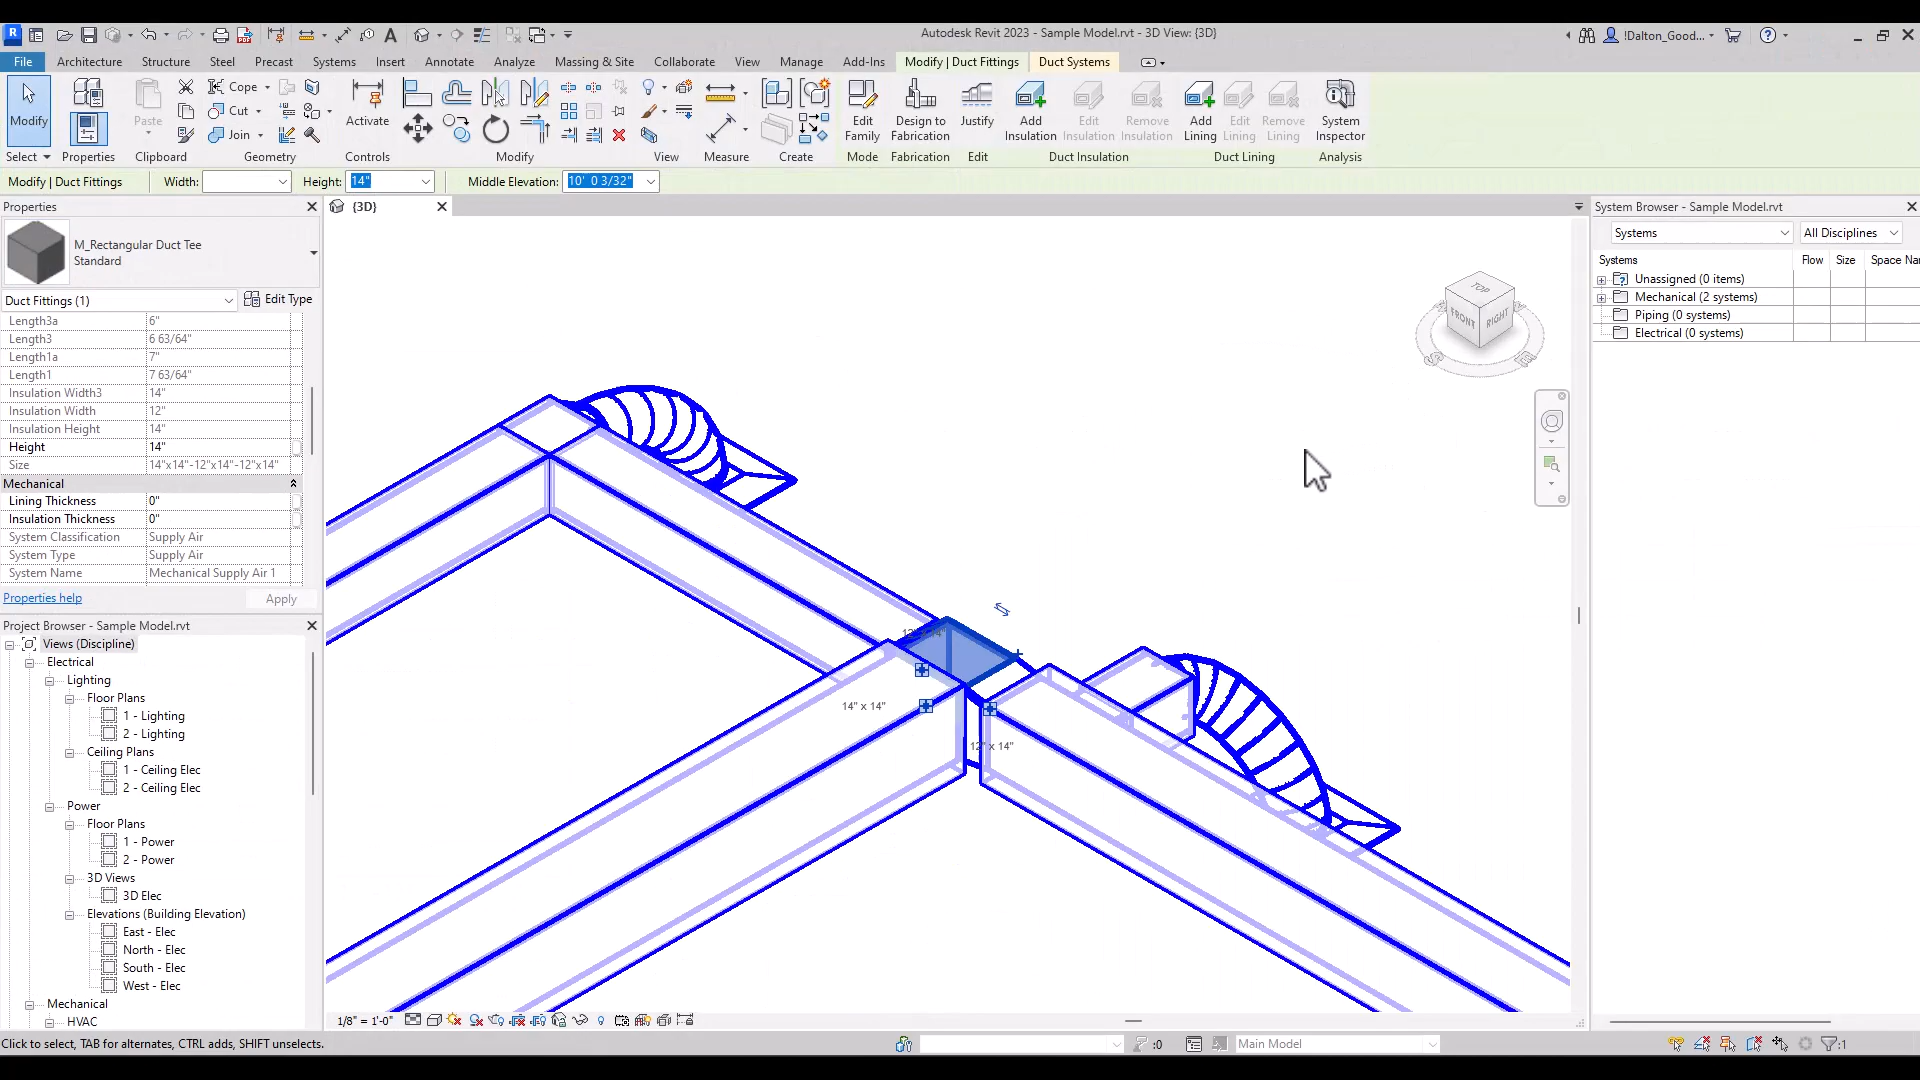 Autodesk Revit 2023 - Sample Model.rvt - 3D View: {3D}
!Dalton_Good...
File Architecture Structure Steel Precast Systems Insert Annotate Analyze Massing & Site Collaborate View Manage Add-Ins Modify | Duct Fittings Duct Systems
Modify
Paste
Cope
Cut
Join
Activate
Edit Family
Design to Fabrication
Justify
Add Insulation
Edit Insulation
Remove Insulation
Add Lining
Edit Lining
Remove Lining
System Inspector
Select Properties Clipboard Geometry Controls Modify View Measure Create Mode Fabrication Edit Duct Insulation Duct Lining Analysis
Modify | Duct Fittings Width: Height: 14" Middle Elevation: 10' 0 3/32"
Properties
M_Rectangular Duct Tee
Standard
Duct Fittings (1) Edit Type
Length3a 6"
Length3 6 63/64"
Length1a 7"
Length1 7 63/64"
Insulation Width3 14"
Insulation Width 12"
Insulation Height 14"
Height 14"
Size 14"x14"-12"x14"-12"x14"
Mechanical
Lining Thickness 0"
Insulation Thickness 0"
System Classification Supply Air
System Type Supply Air
System Name Mechanical Supply Air 1
Properties help Apply
Project Browser - Sample Model.rvt
Views (Discipline)
Electrical
Lighting
Floor Plans
1 - Lighting
2 - Lighting
Ceiling Plans
1 - Ceiling Elec
2 - Ceiling Elec
Power
Floor Plans
1 - Power
2 - Power
3D Views
3D Elec
Elevations (Building Elevation)
East - Elec
North - Elec
South - Elec
West - Elec
Mechanical
HVAC
{3D}
TOP
FRONT
RIGHT
S
E
14" x 14"
12" x 14"
1/8" = 1'-0"
System Browser - Sample Model.rvt
Systems All Disciplines
Systems Flow Size Space Na
Unassigned (0 items)
Mechanical (2 systems)
Piping (0 systems)
Electrical (0 systems)
Click to select, TAB for alternates, CTRL adds, SHIFT unselects.
:0
Main Model
:1